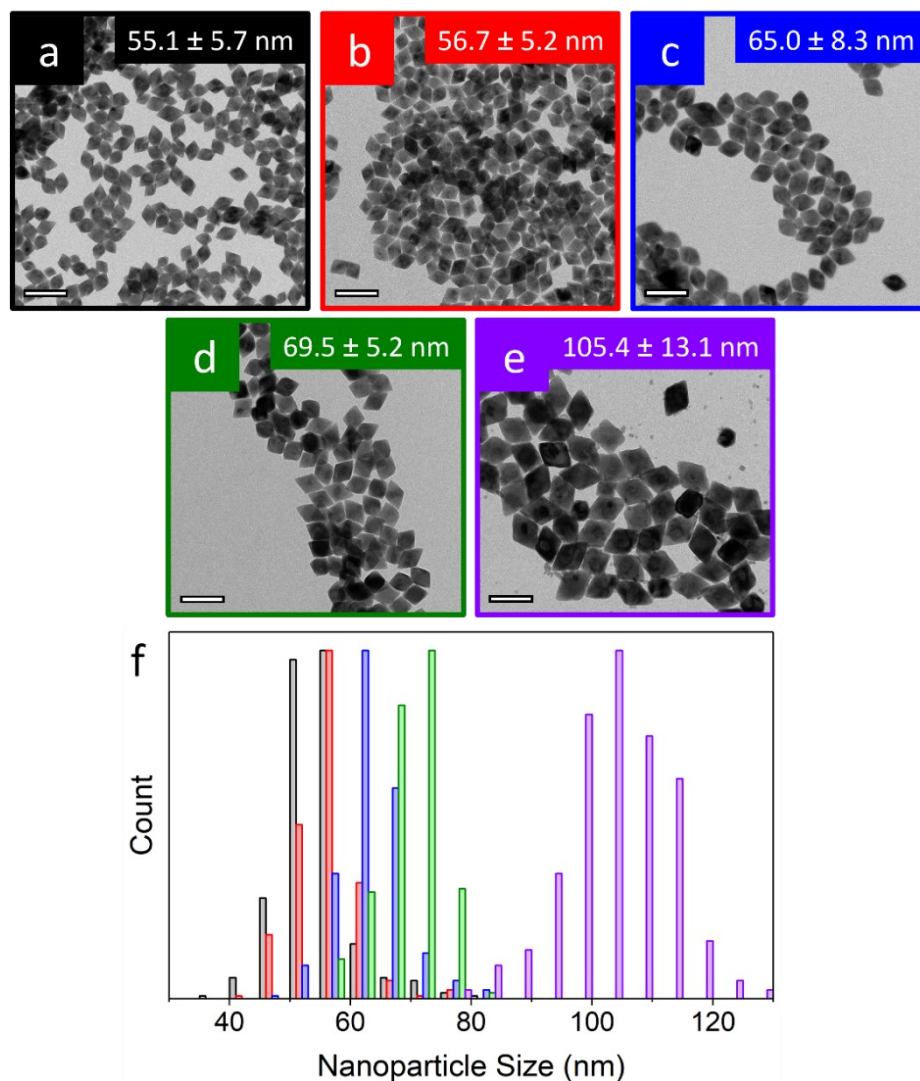 a 55.1 ± 5.7 nm
b 56.7 ± 5.2 nm
c 65.0 ± 8.3 nm
d 69.5 ± 5.2 nm
e 105.4 ± 13.1 nm
f
Count
40 60 80 100 120
Nanoparticle Size (nm)